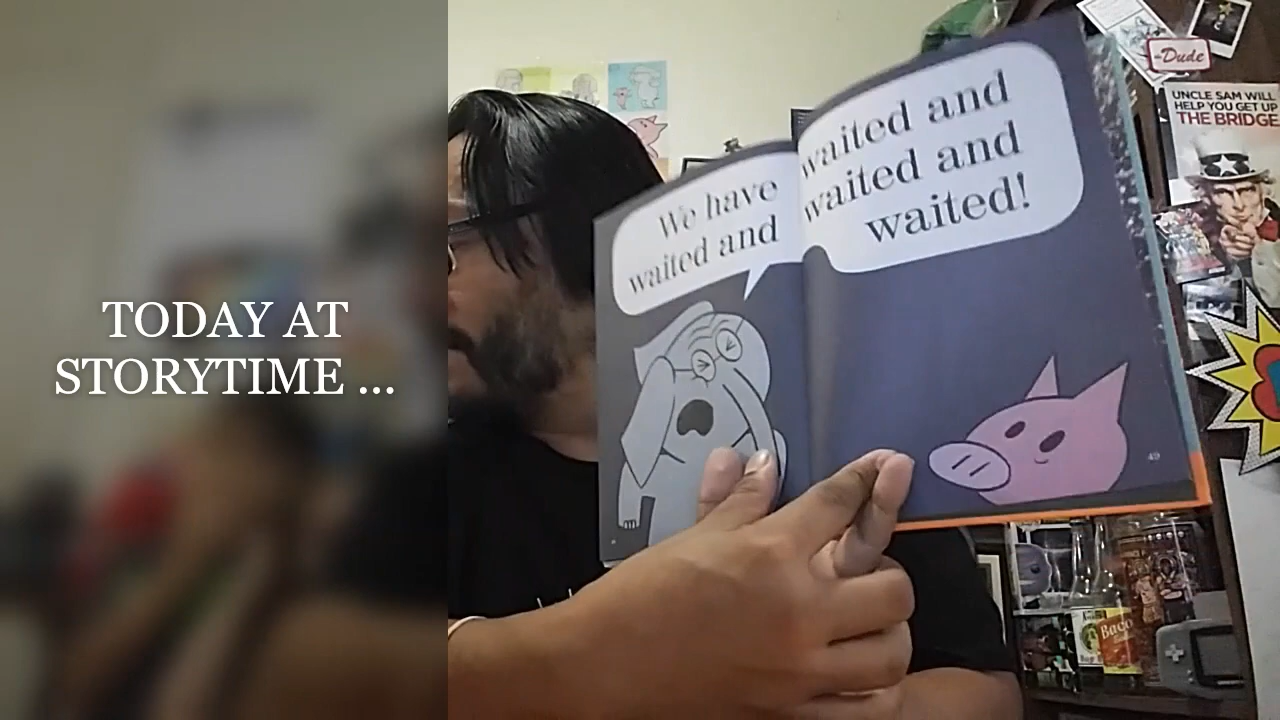 TODAY AT
STORYTIME ...
We have
waited and
waited and
waited and
waited!
49
Dude
UNCLE SAM WILL
HELP YOU GET UP
THE BRIDGE
Baco